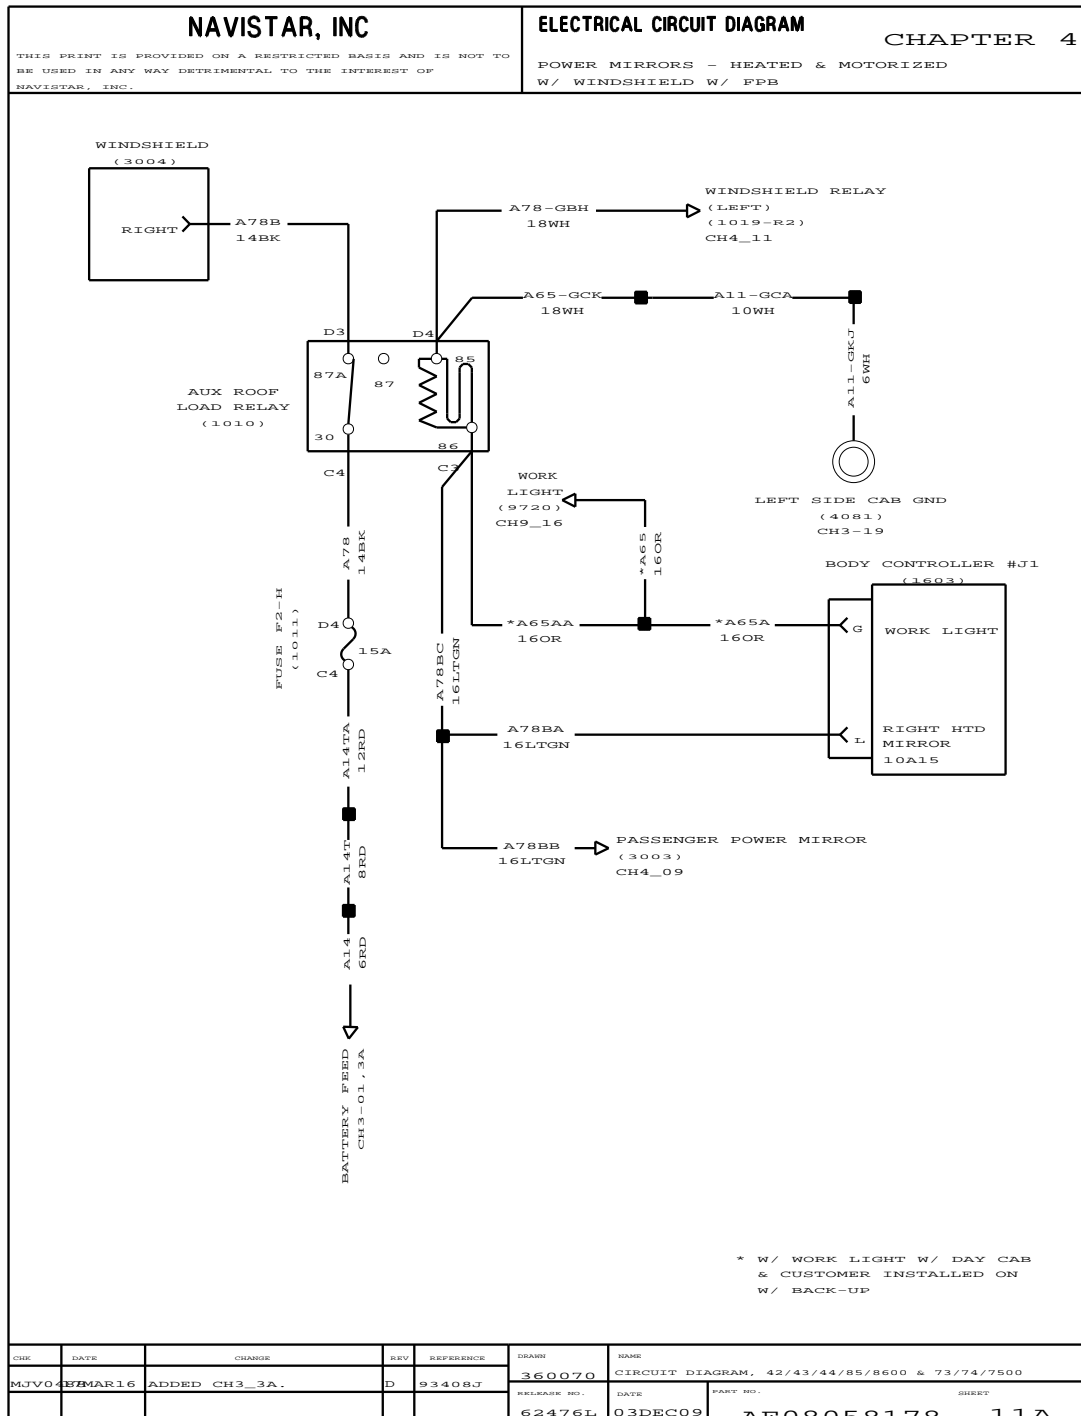 NAVISTAR, INC
THIS PRINT IS PROVIDED ON A RESTRICTED BASIS AND IS NOT TO
BE USED IN ANY WAY DETRIMENTAL TO THE INTEREST OF
NAVISTAR, INC.
ELECTRICAL CIRCUIT DIAGRAM
CHAPTER 4
POWER MIRRORS - HEATED & MOTORIZED
W/ WINDSHIELD W/ FPB
WINDSHIELD
(3004)
RIGHT
A78B
14BK
A78-GBH
18WH
WINDSHIELD RELAY
(LEFT)
(1019-R2)
CH4_11
A65-GCK
18WH
A11-GCA
10WH
A11-GKJ
6WH
D3
D4
87A
87
85
30
86
AUX ROOF
LOAD RELAY
(1010)
C4
C3
WORK
LIGHT
(9720)
CH9_16
LEFT SIDE CAB GND
(4081)
CH3-19
*A65
16OR
A78
14BK
BODY CONTROLLER #J1
(1603)
FUSE F2-H
(1011)
D4
15A
C4
*A65AA
16OR
*A65A
16OR
G
WORK LIGHT
A78BC
16LTGN
A78BA
16LTGN
L
RIGHT HTD
MIRROR
10A15
A14TA
12RD
A78BB
16LTGN
PASSENGER POWER MIRROR
(3003)
CH4_09
A14T
8RD
A14
6RD
BATTERY FEED
CH3-01,3A
* W/ WORK LIGHT W/ DAY CAB
& CUSTOMER INSTALLED ON
W/ BACK-UP
CHK DATE CHANGE REV REFERENCE
ADDED CH3_3A. D 93408J
DRAWN
360070
NAME
CIRCUIT DIAGRAM, 42/43/44/85/8600 & 73/74/7500
RELEASE NO.
62476L
DATE
03DEC09
PART NO.
SHEET
11A